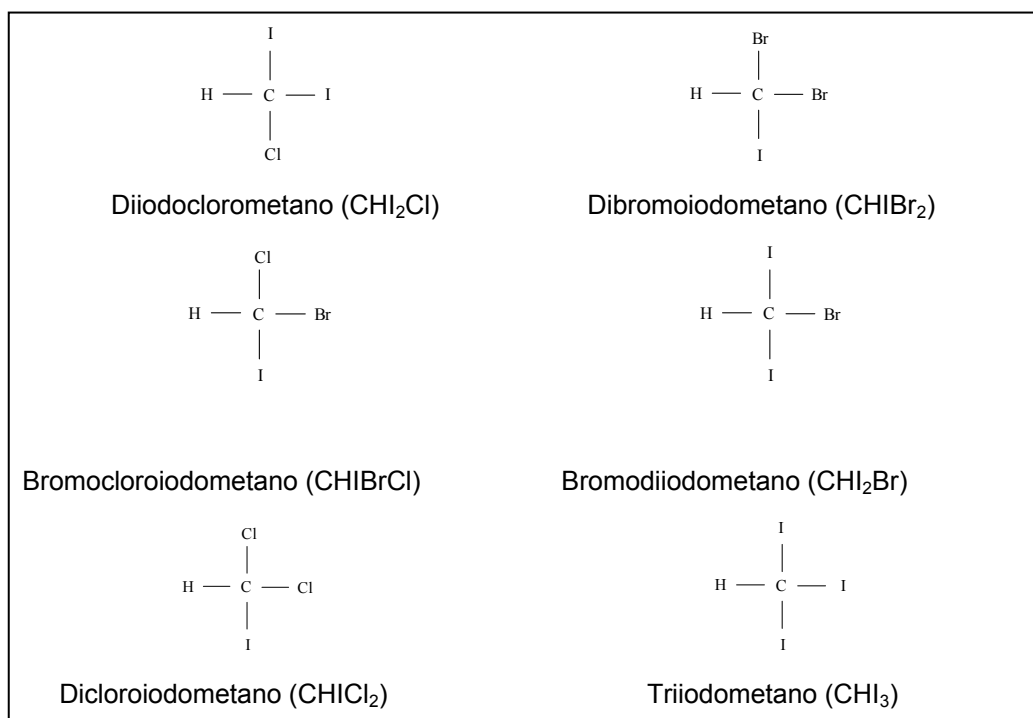 I Br
H C I H C Br
Cl I
Diiodoclorometano (CHI₂Cl) Dibromoiodometano (CHIBr₂)
Cl I
H C Br H C Br
I I
Bromocloroiodometano (CHIBrCl) Bromodiiodometano (CHI₂Br)
Cl I
H C Cl H C I
I I
Dicloroiodometano (CHICl₂) Triiodometano (CHI₃)